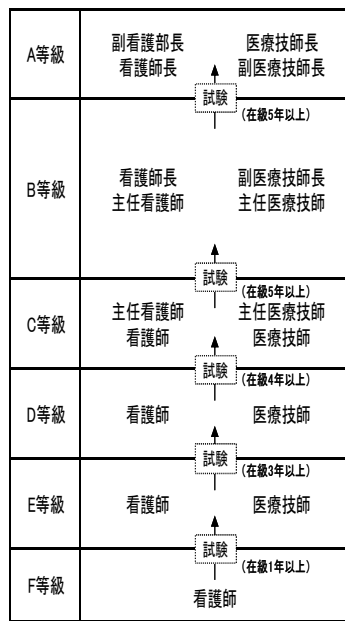 A等級
副看護部長 医療技師長
看護師長 副医療技師長
試験
(在級5年以上)
B等級
看護師長 副医療技師長
主任看護師 主任医療技師
試験
(在級5年以上)
C等級
主任看護師 主任医療技師
看護師 医療技師
試験
(在級4年以上)
D等級
看護師 医療技師
試験
(在級3年以上)
E等級
看護師 医療技師
試験
(在級1年以上)
F等級
看護師